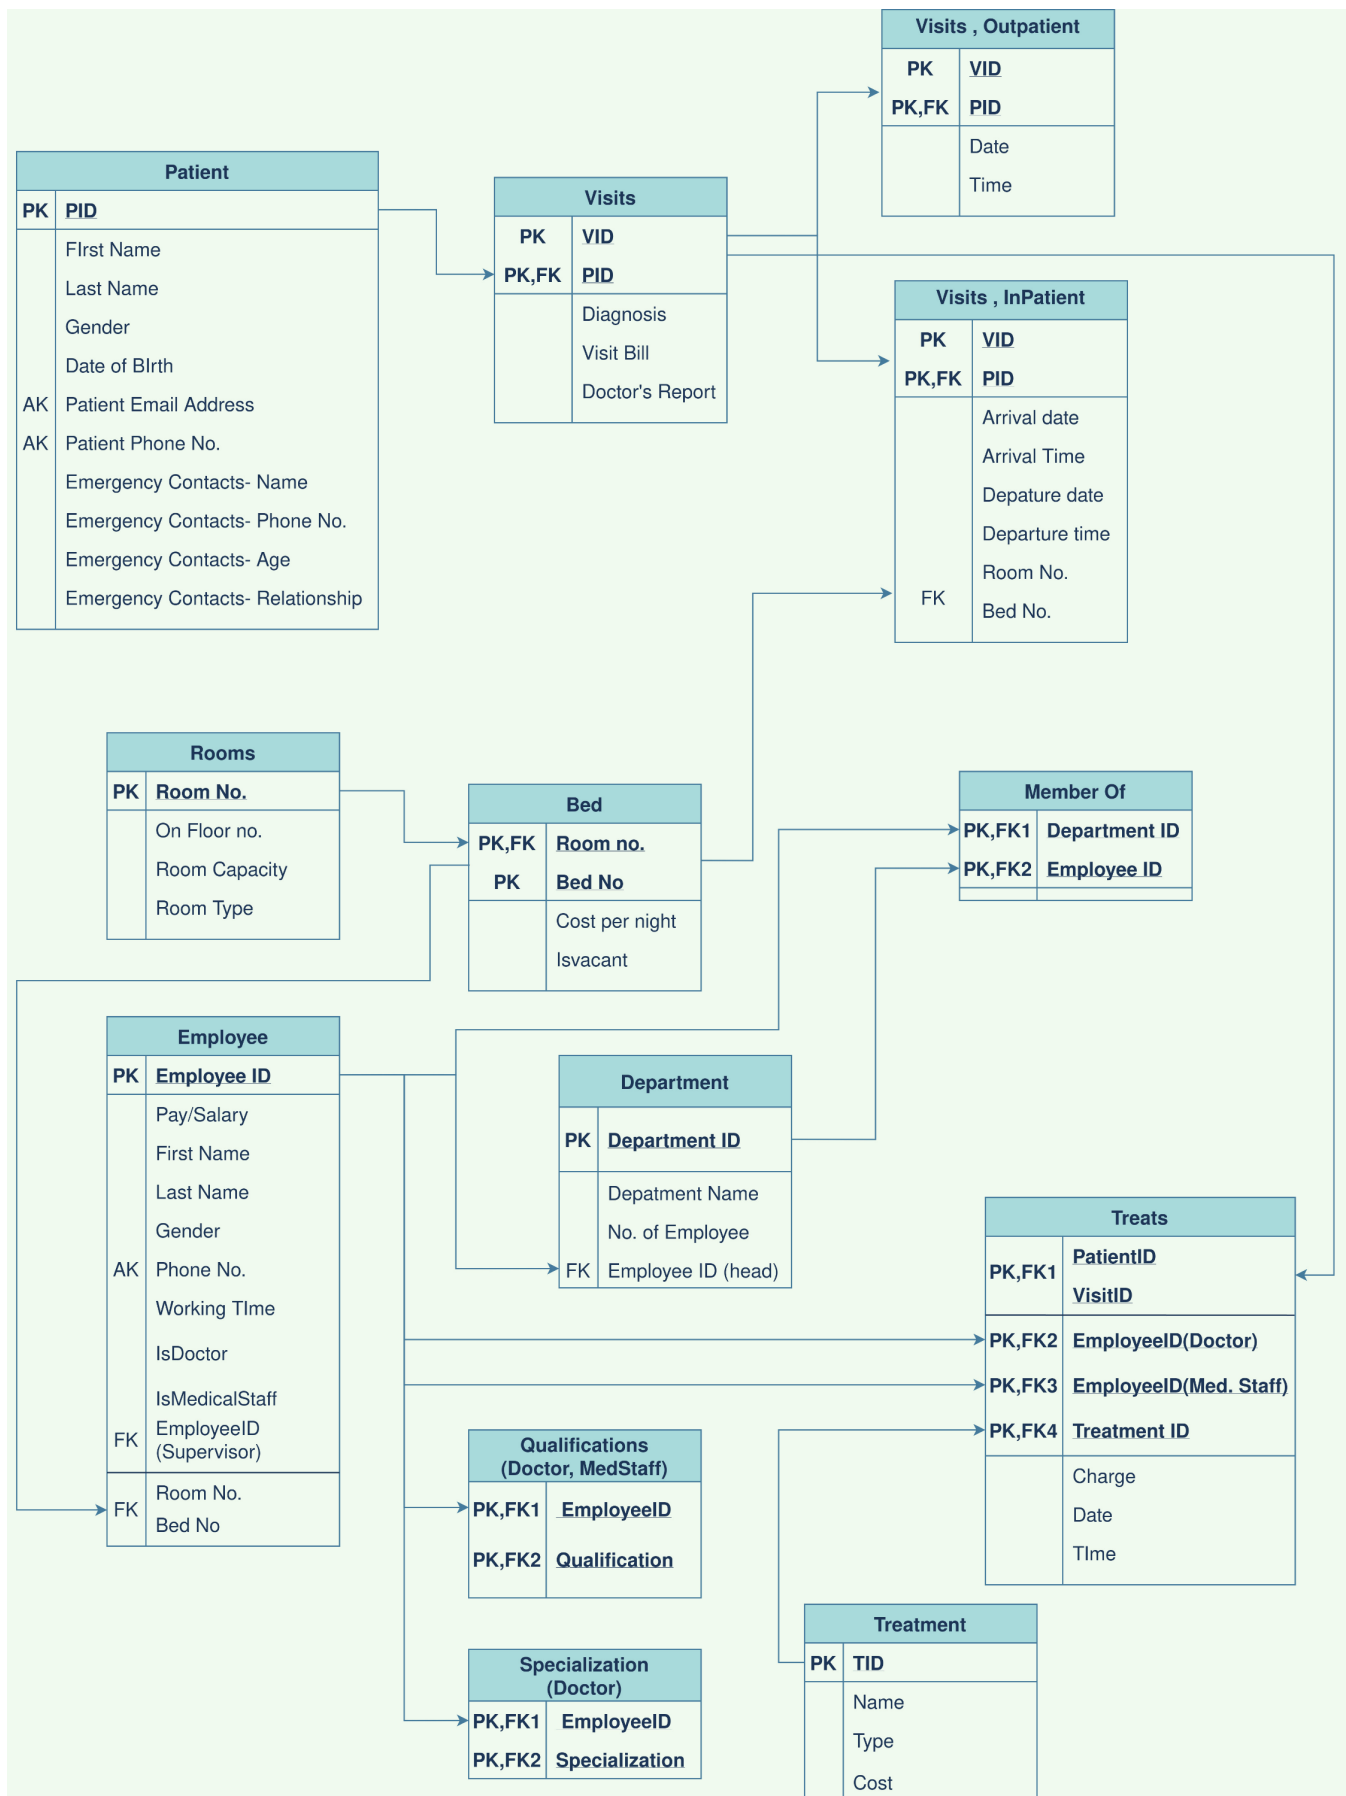 Visits , Outpatient
PK VID
PK,FK PID
Date
Time
Patient
PK PID
FIrst Name
Last Name
Gender
Date of BIrth
AK Patient Email Address
AK Patient Phone No.
Emergency Contacts- Name
Emergency Contacts- Phone No.
Emergency Contacts- Age
Emergency Contacts- Relationship
Visits
PK VID
PK,FK PID
Diagnosis
Visit Bill
Doctor's Report
Visits , InPatient
PK VID
PK,FK PID
Arrival date
Arrival Time
Depature date
Departure time
Room No.
FK
Bed No.
Rooms
PK Room No.
On Floor no.
Room Capacity
Room Type
Bed
PK,FK Room no.
PK Bed No
Cost per night
Isvacant
Member Of
PK,FK1 Department ID
PK,FK2 Employee ID
Employee
PK Employee ID
Pay/Salary
First Name
Last Name
Gender
AK Phone No.
Working TIme
IsDoctor
IsMedicalStaff
FK EmployeeID
(Supervisor)
Room No.
FK
Bed No
Department
PK Department ID
Depatment Name
No. of Employee
FK Employee ID (head)
Treats
PatientID
PK,FK1
VisitID
PK,FK2 EmployeeID(Doctor)
PK,FK3 EmployeeID(Med. Staff)
PK,FK4 Treatment ID
Charge
Date
TIme
Qualifications
(Doctor, MedStaff)
PK,FK1 EmployeeID
PK,FK2 Qualification
Specialization
(Doctor)
PK,FK1 EmployeeID
PK,FK2 Specialization
Treatment
PK TID
Name
Type
Cost